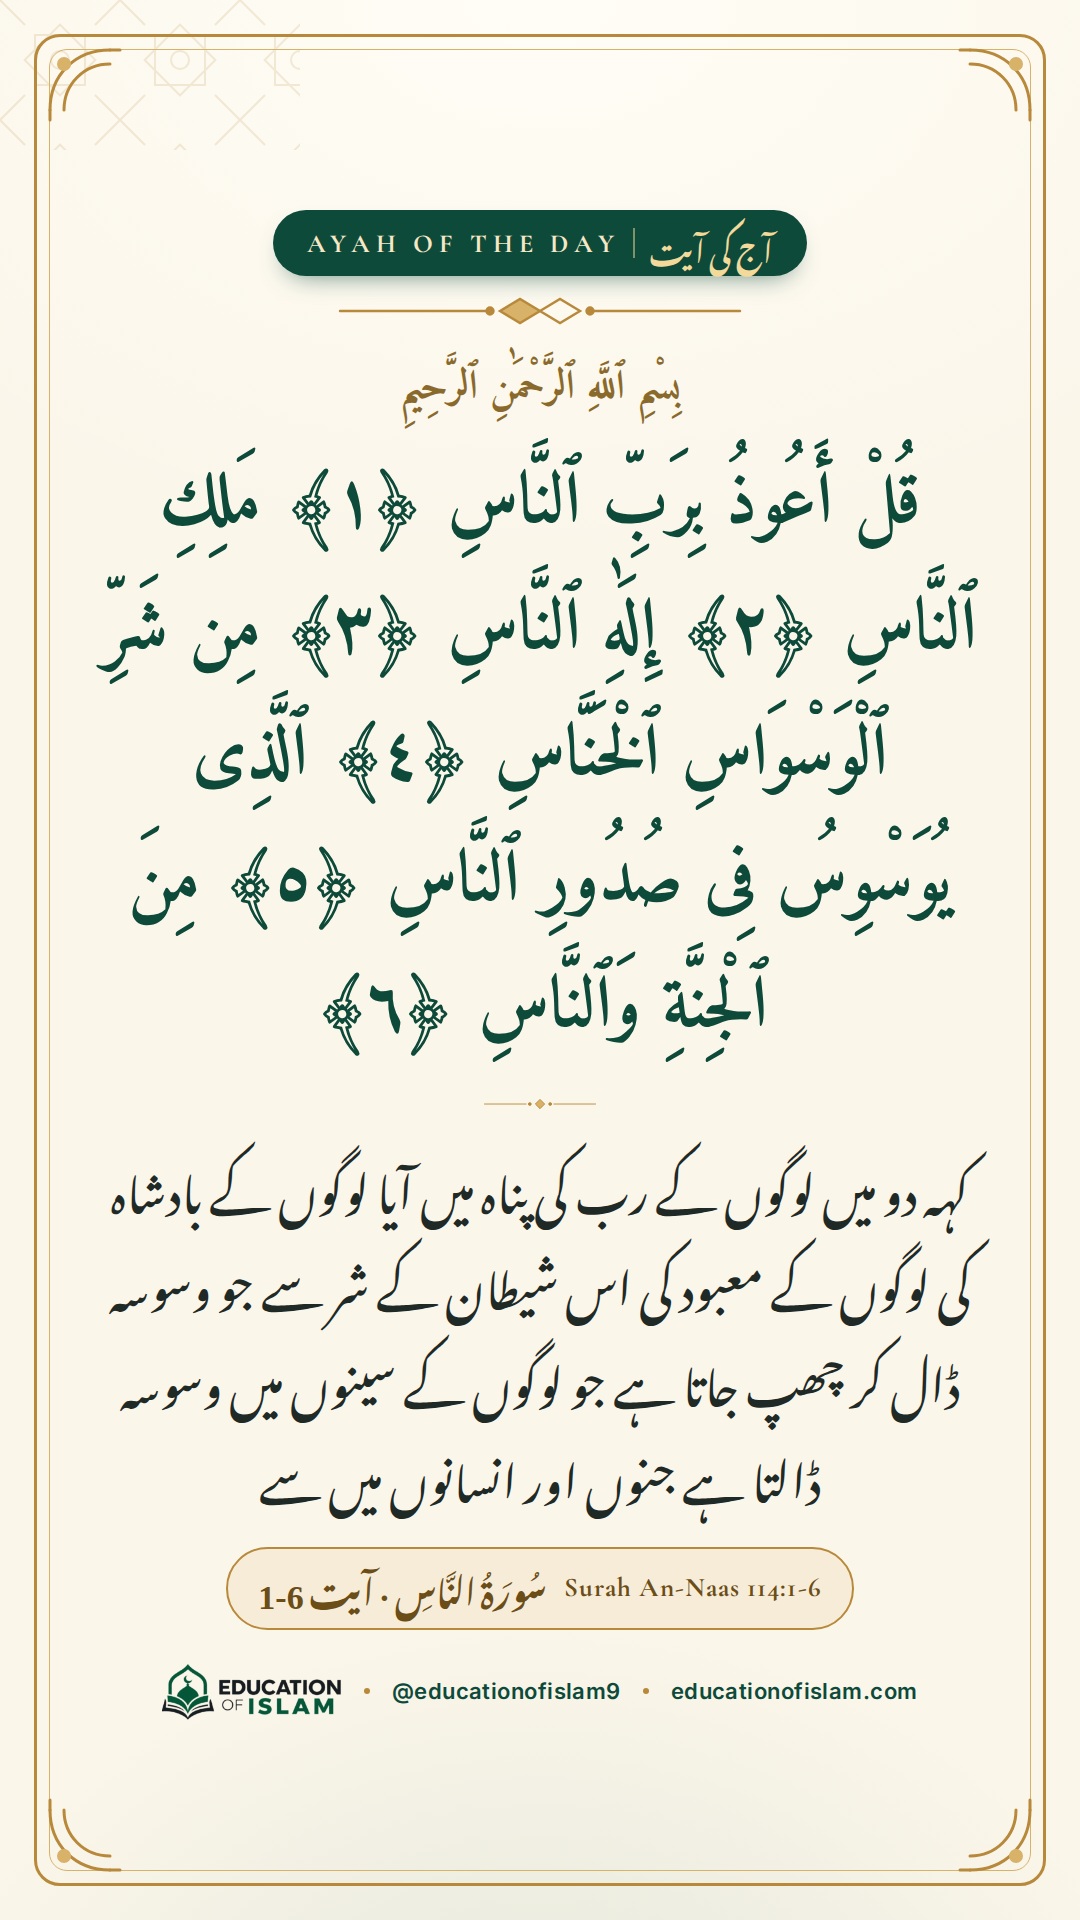 AYAH OF THE DAY | آج کی آیت
بِسْمِ ٱللَّهِ ٱلرَّحْمَٰنِ ٱلرَّحِيمِ
قُلْ أَعُوذُ بِرَبِّ ٱلنَّاسِ ﴿١﴾ مَلِكِ
ٱلنَّاسِ ﴿٢﴾ إِلَٰهِ ٱلنَّاسِ ﴿٣﴾ مِن شَرِّ
ٱلْوَسْوَاسِ ٱلْخَنَّاسِ ﴿٤﴾ ٱلَّذِى
يُوَسْوِسُ فِى صُدُورِ ٱلنَّاسِ ﴿٥﴾ مِنَ
ٱلْجِنَّةِ وَٱلنَّاسِ ﴿٦﴾
کہہ دو میں لوگوں کے رب کی پناہ میں آیا لوگوں کے بادشاہ
کی لوگوں کے معبود کی اس شیطان کے شر سے جو وسوسہ
ڈال کر چھپ جاتا ہے جو لوگوں کے سینوں میں وسوسہ
ڈالتا ہے جنوں اور انسانوں میں سے
سُورَةُ النَّاسِ · آیت 1-6 Surah An-Naas 114:1-6
EDUCATION OF ISLAM • @educationofislam9 • educationofislam.com